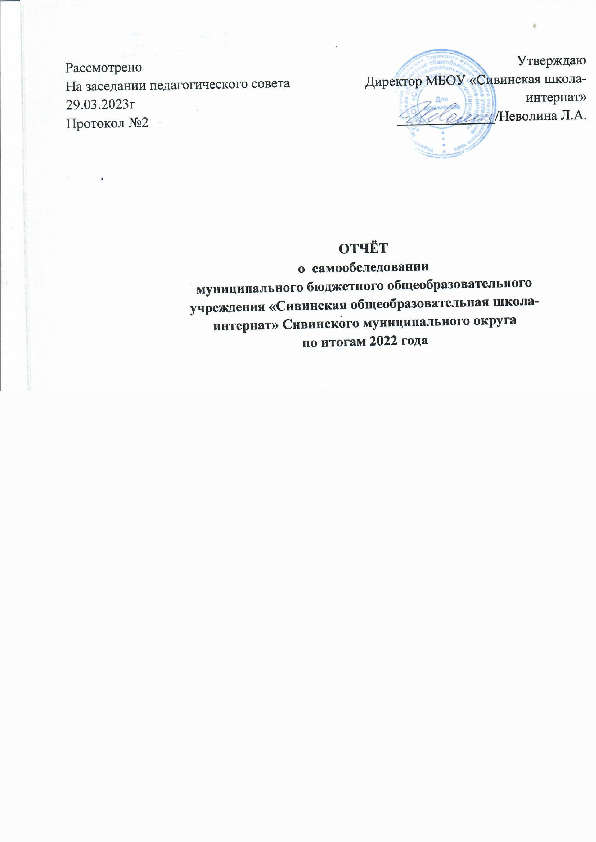 Рассмотрено
На заседании педагогического совета
29.03.2023г
Протокол №2
Утверждаю
Директор МБОУ «Сивинская школа-
интернат»
/Неволина Л.А.
ОТЧЁТ
о самообследовании
муниципального бюджетного общеобразовательного
учреждения «Сивинская общеобразовательная школа-
интернат» Сивинского муниципального округа
по итогам 2022 года